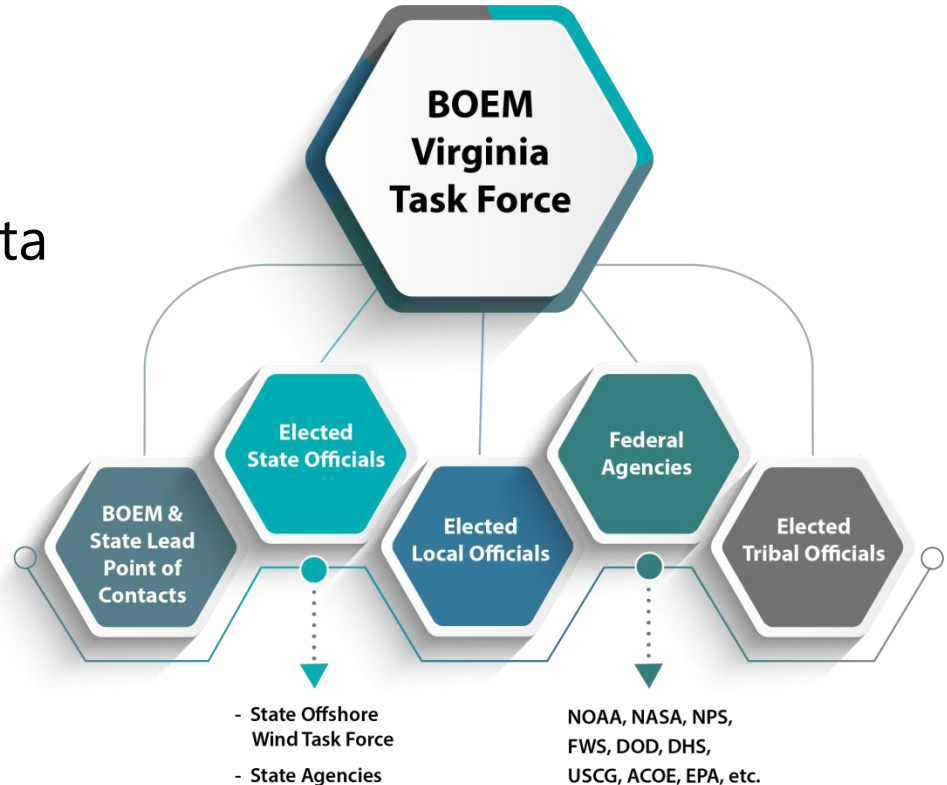 BOEM
Virginia
Task Force
ta
Elected
State Officials
Federal
Agencies
BOEM &
State Lead
Point of
Contacts
Elected
Local Officials
Elected
Tribal Officials
- State Offshore
Wind Task Force
- State Agencies
NOAA, NASA, NPS,
FWS, DOD, DHS,
USCG, ACOE, EPA, etc.